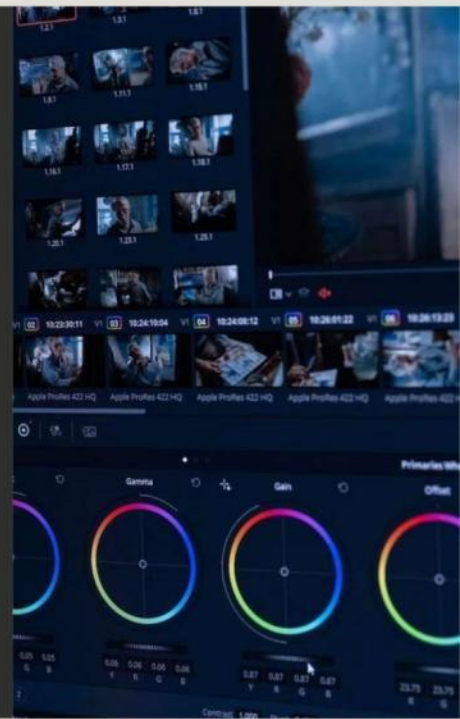 1.2.1 1.3.1 1.8.1
1.8.1 1.11.1 1.15.1
1.16.1 1.17.1 1.18.1
1.20.1 1.23.1 1.25.1
V1 02 10:23:30:11 V1 03 10:24:10:04 V1 04 10:24:08:12 V1 05 10:26:01:22 V1 06 10:26:13:23
Apple ProRes 422 HQ Apple ProRes 422 HQ Apple ProRes 422 HQ Apple ProRes 422 HQ Apple ProRes 422 HQ
Primaries Whe
Gamma Gain Offset
0.05 0.05 0.06 0.06 0.06 0.06 0.87 0.87 0.87 0.87 23.75 23.75
G B Y R G B Y R G B R G
2
Contrast 1.000